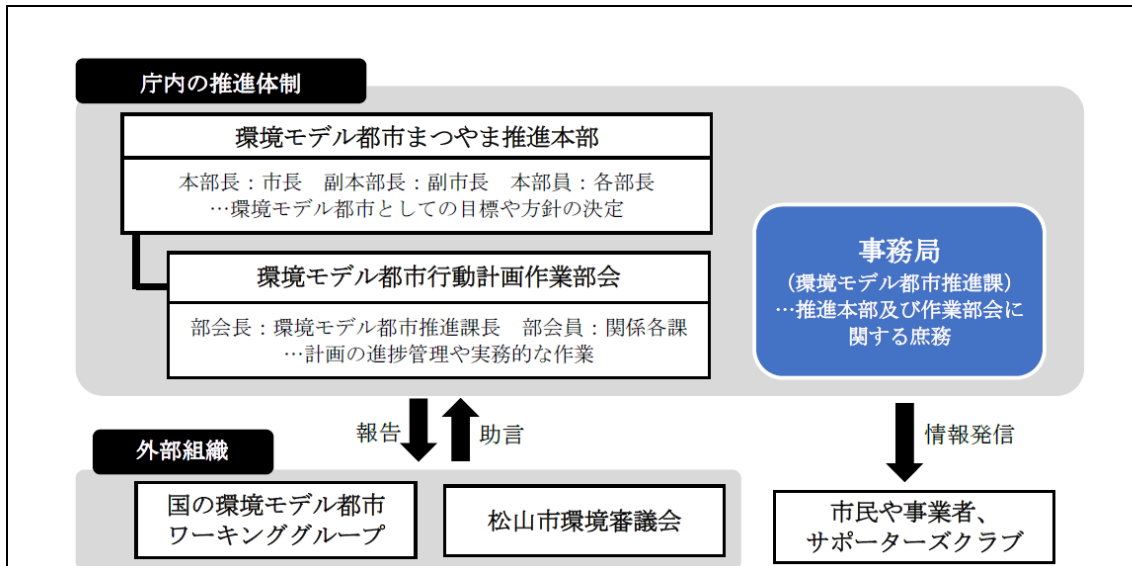 庁内の推進体制
環境モデル都市まつやま推進本部
本部長：市長　副本部長：副市長　本部員：各部長
…環境モデル都市としての目標や方針の決定
環境モデル都市行動計画作業部会
部会長：環境モデル都市推進課長　部会員：関係各課
…計画の進捗管理や実務的な作業
事務局
（環境モデル都市推進課）
…推進本部及び作業部会に
関する庶務
報告
助言
情報発信
外部組織
国の環境モデル都市
ワーキンググループ
松山市環境審議会
市民や事業者、
サポーターズクラブ